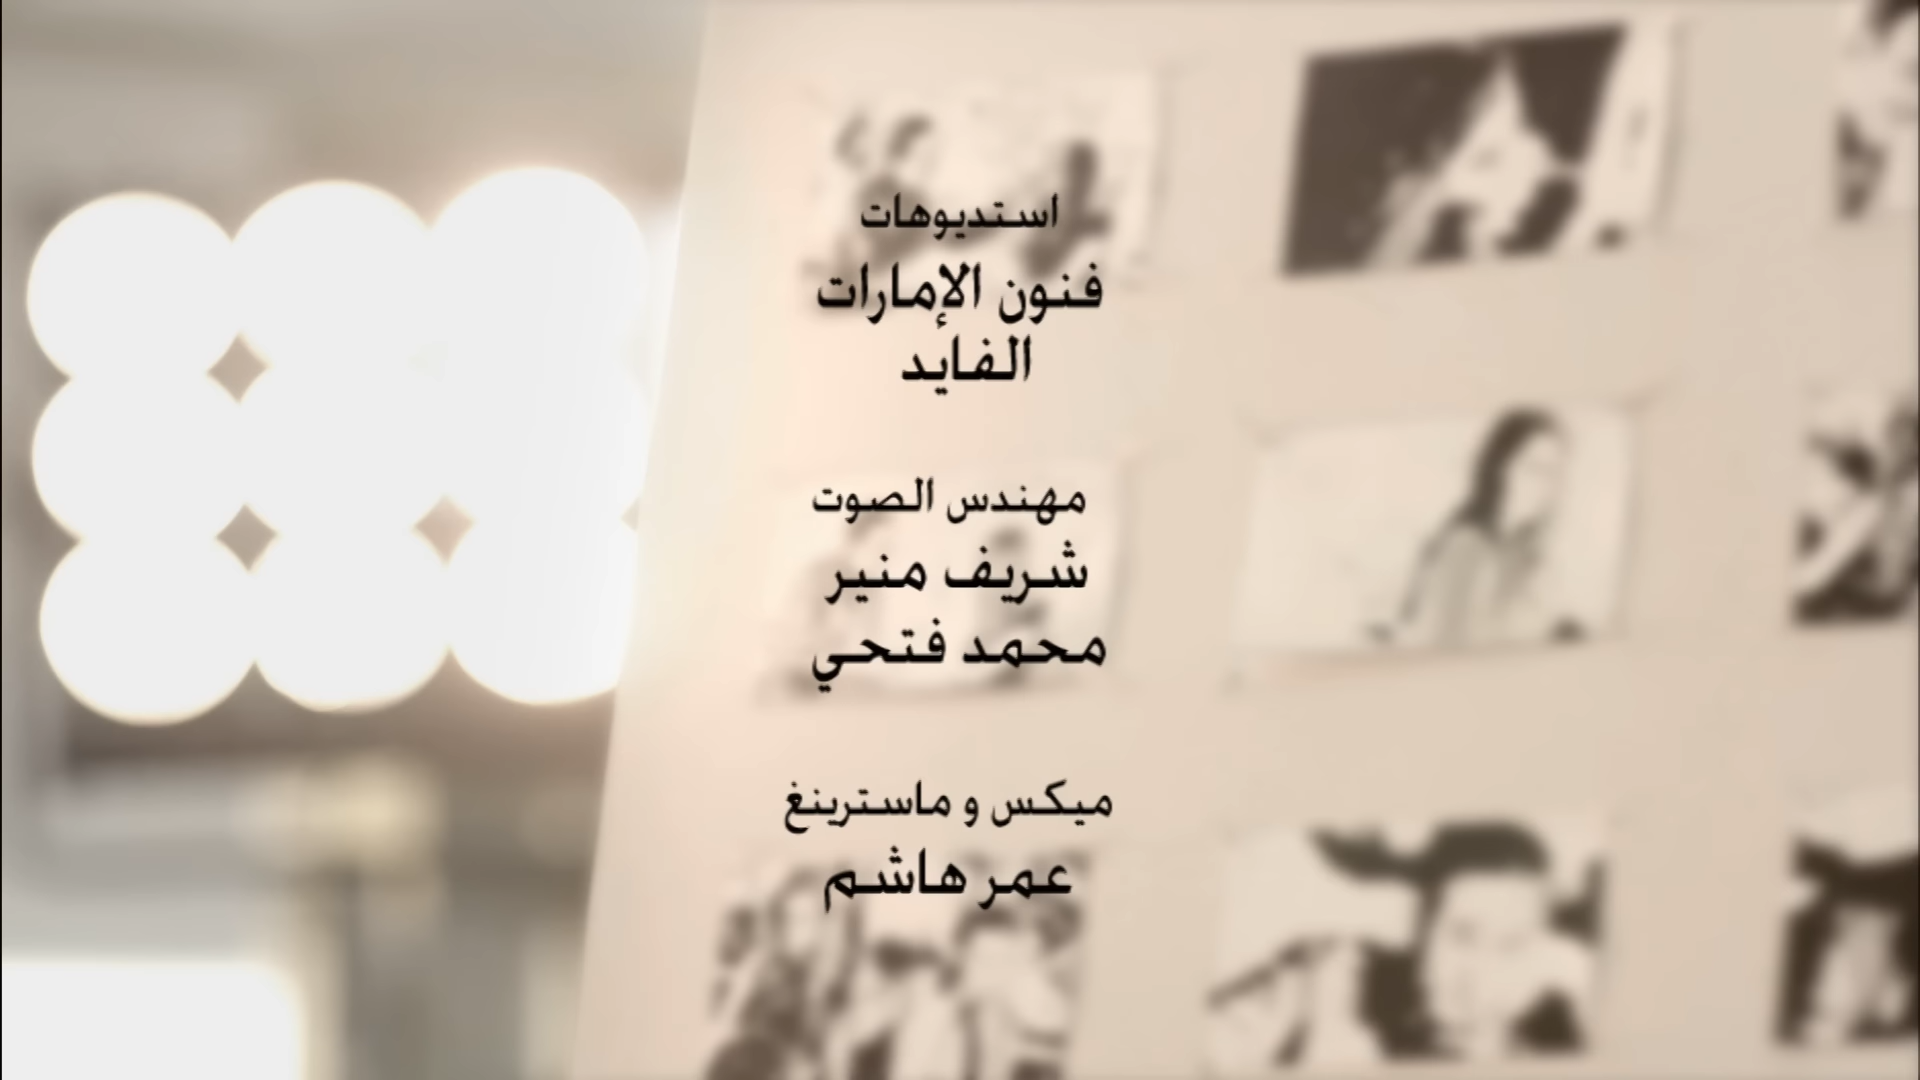 استديوهات
فنون الإمارات
الفايد
مهندس الصوت
شريف منير
محمد فتحي
ميكس و ماسترينغ
عمر هاشم